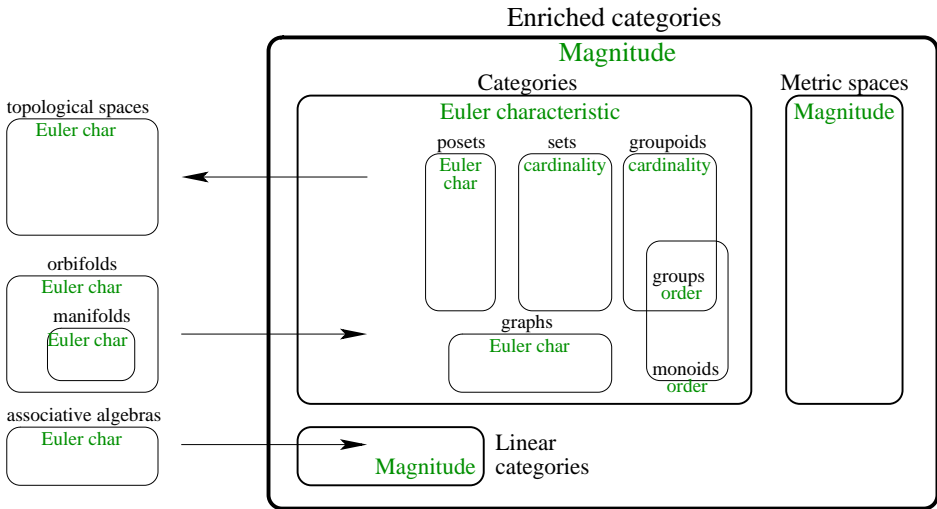 Enriched categories
Magnitude
Categories
Euler characteristic
posets
Euler
char
sets
cardinality
groupoids
cardinality
groups
order
monoids
order
graphs
Euler char
Metric spaces
Magnitude
topological spaces
Euler char
orbifolds
Euler char
manifolds
Euler char
associative algebras
Euler char
Magnitude
Linear
categories